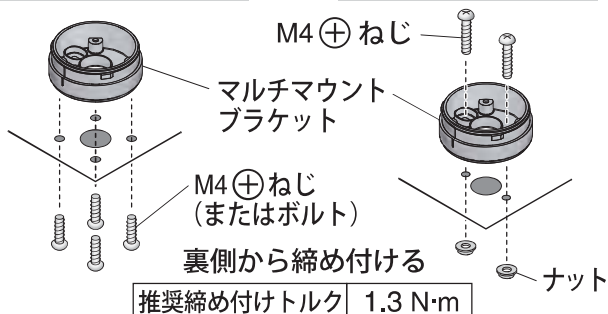 M4⊕ねじ
マルチマウント
ブラケット
M4⊕ねじ
(またはボルト)
裏側から締め付ける
ナット
推奨締め付けトルク 1.3 N·m